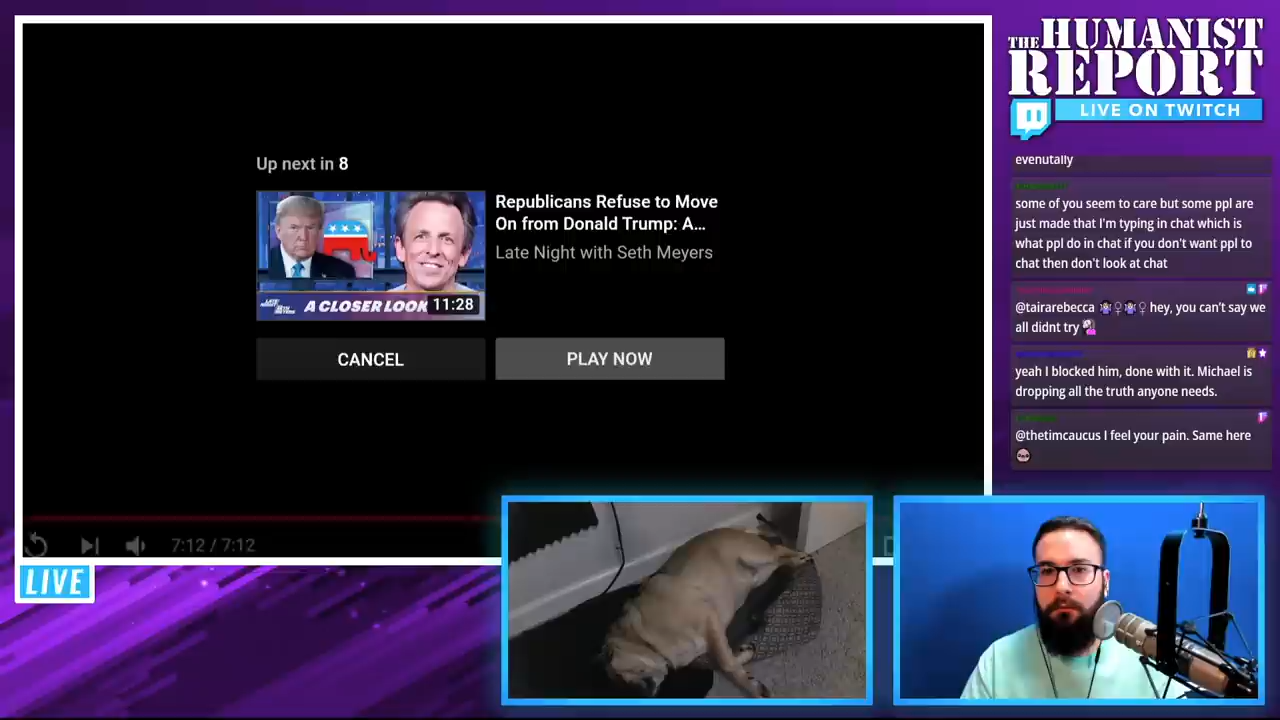 Up next in 8
Republicans Refuse to Move
On from Donald Trump: A...
Late Night with Seth Meyers
A CLOSER LOOK
11:28
CANCEL
PLAY NOW
7:12 / 7:12
LIVE
THE HUMANIST
REPORT
LIVE ON TWITCH
evenutally
some of you seem to care but some ppl are
just made that I'm typing in chat which is
what ppl do in chat if you don't want ppl to
chat then don't look at chat
@tairarebecca 🤷🏿‍♀️🤷🏿‍♀️ hey, you can't say we
all didnt try
yeah I blocked him, done with it. Michael is
dropping all the truth anyone needs.
@thetimcaucus I feel your pain. Same here